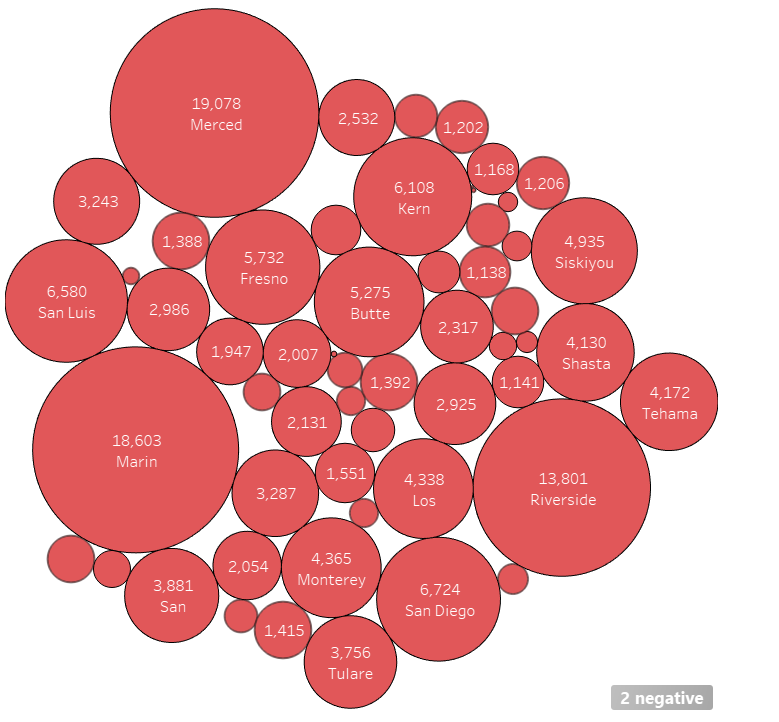 19,078
Merced
2,532
1,202
1,168
1,206
3,243
6,108
Kern
1,388
5,732
Fresno
4,935
Siskiyou
1,138
6,580
San Luis
2,986
5,275
Butte
2,317
1,947
2,007
4,130
Shasta
1,392
1,141
4,172
Tehama
2,925
2,131
18,603
Marin
1,551
4,338
Los
13,801
Riverside
3,287
2,054
4,365
Monterey
3,881
San
6,724
San Diego
1,415
3,756
Tulare
2 negative